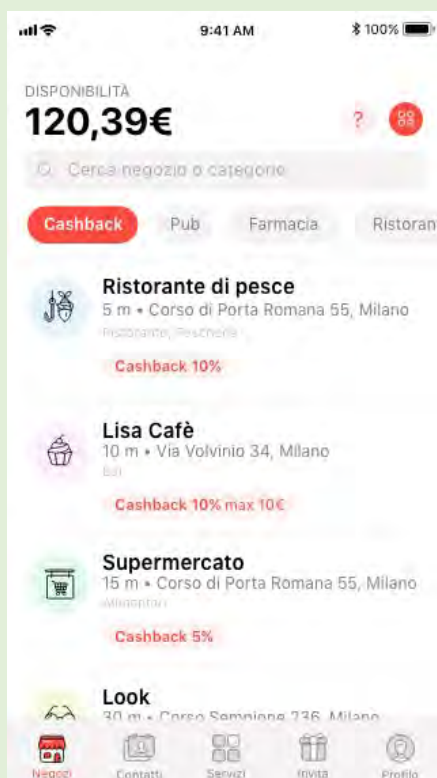 9:41 AM
100%
DISPONIBILITÀ
120,39€
?
Cerca negozio o categorie
Cashback
Pub
Farmacia
Ristoran
Ristorante di pesce
5 m • Corso di Porta Romana 55, Milano
Ristorante, Pescheria
Cashback 10%
Lisa Cafè
10 m • Via Volvinio 34, Milano
Bar
Cashback 10% max 10€
Supermercato
15 m • Corso di Porta Romana 55, Milano
Alimentari
Cashback 5%
Look
30 m • Corso Sempione 236, Milano
Negozi
Contatti
Servizi
Invita
Profilo